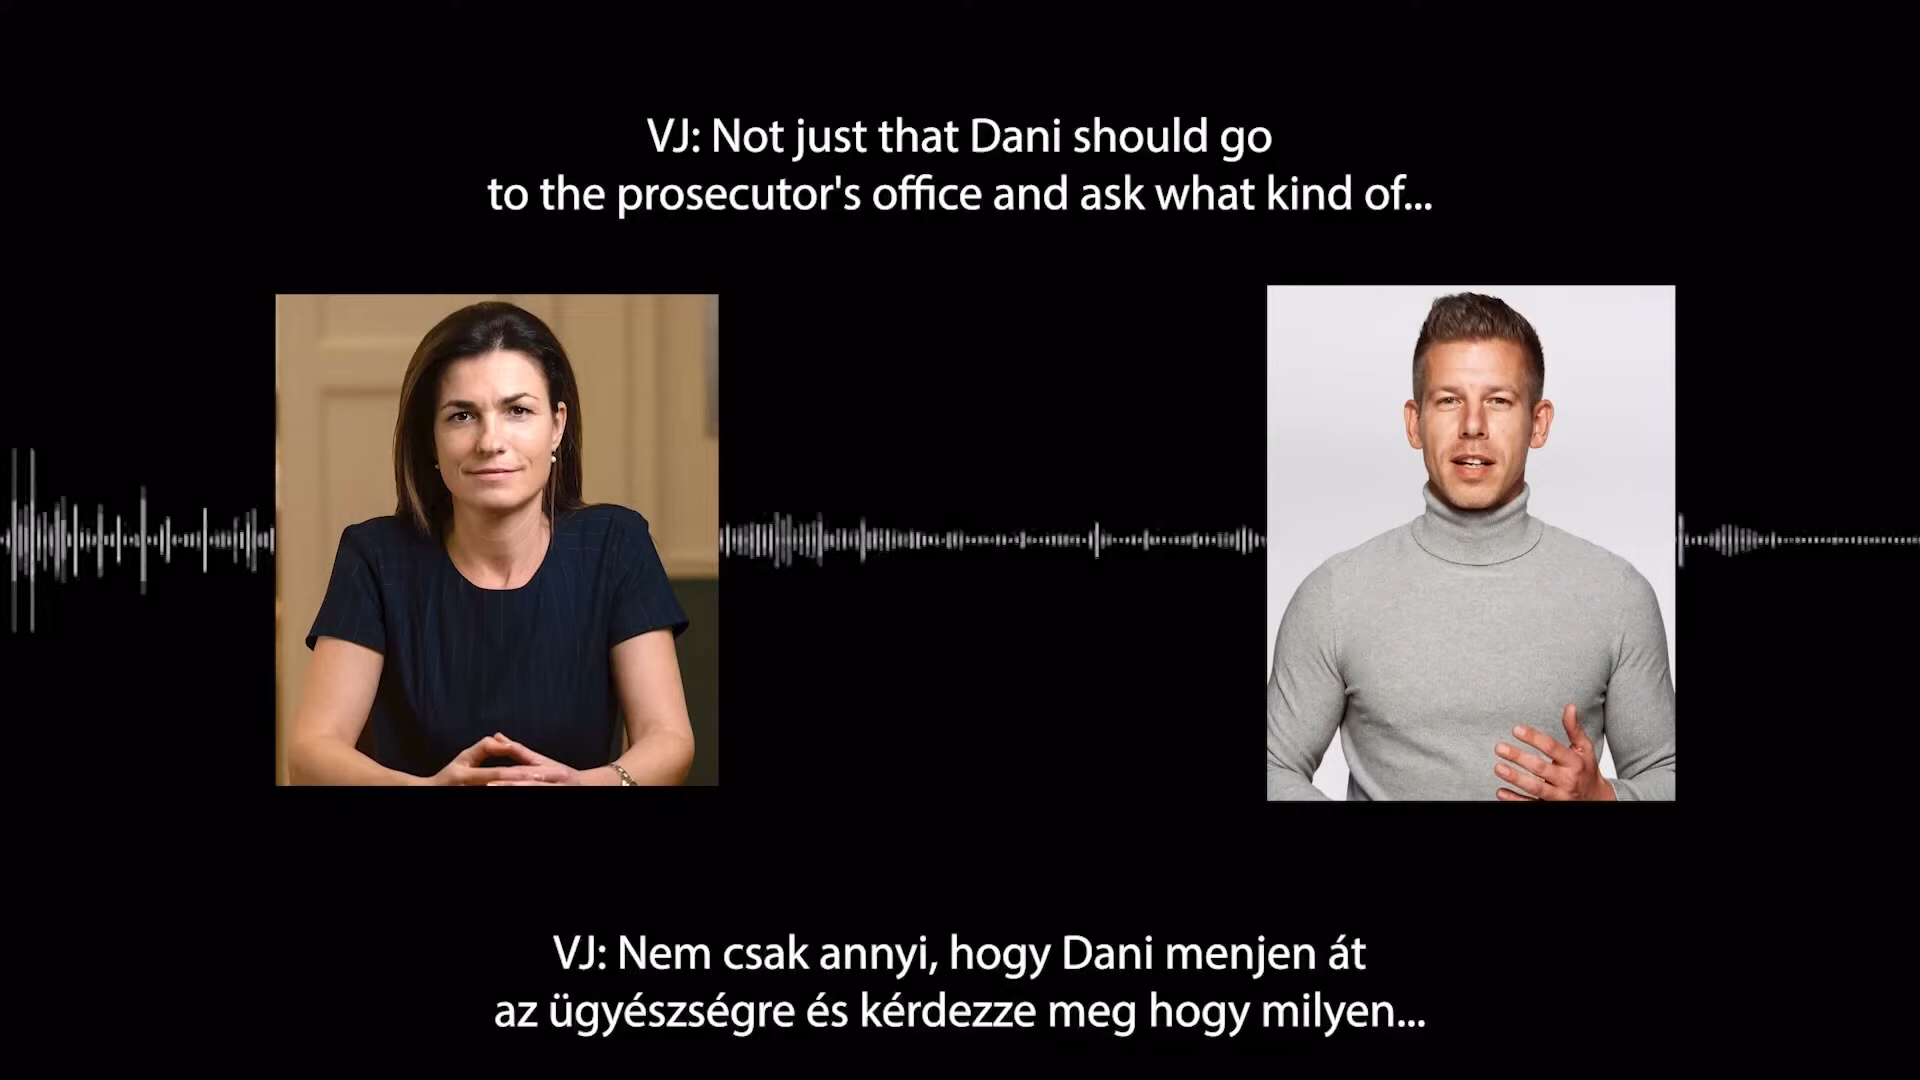 VJ: Not just that Dani should go
to the prosecutor's office and ask what kind of...
VJ: Nem csak annyi, hogy Dani menjen át
az ügyészségre és kérdezze meg hogy milyen...